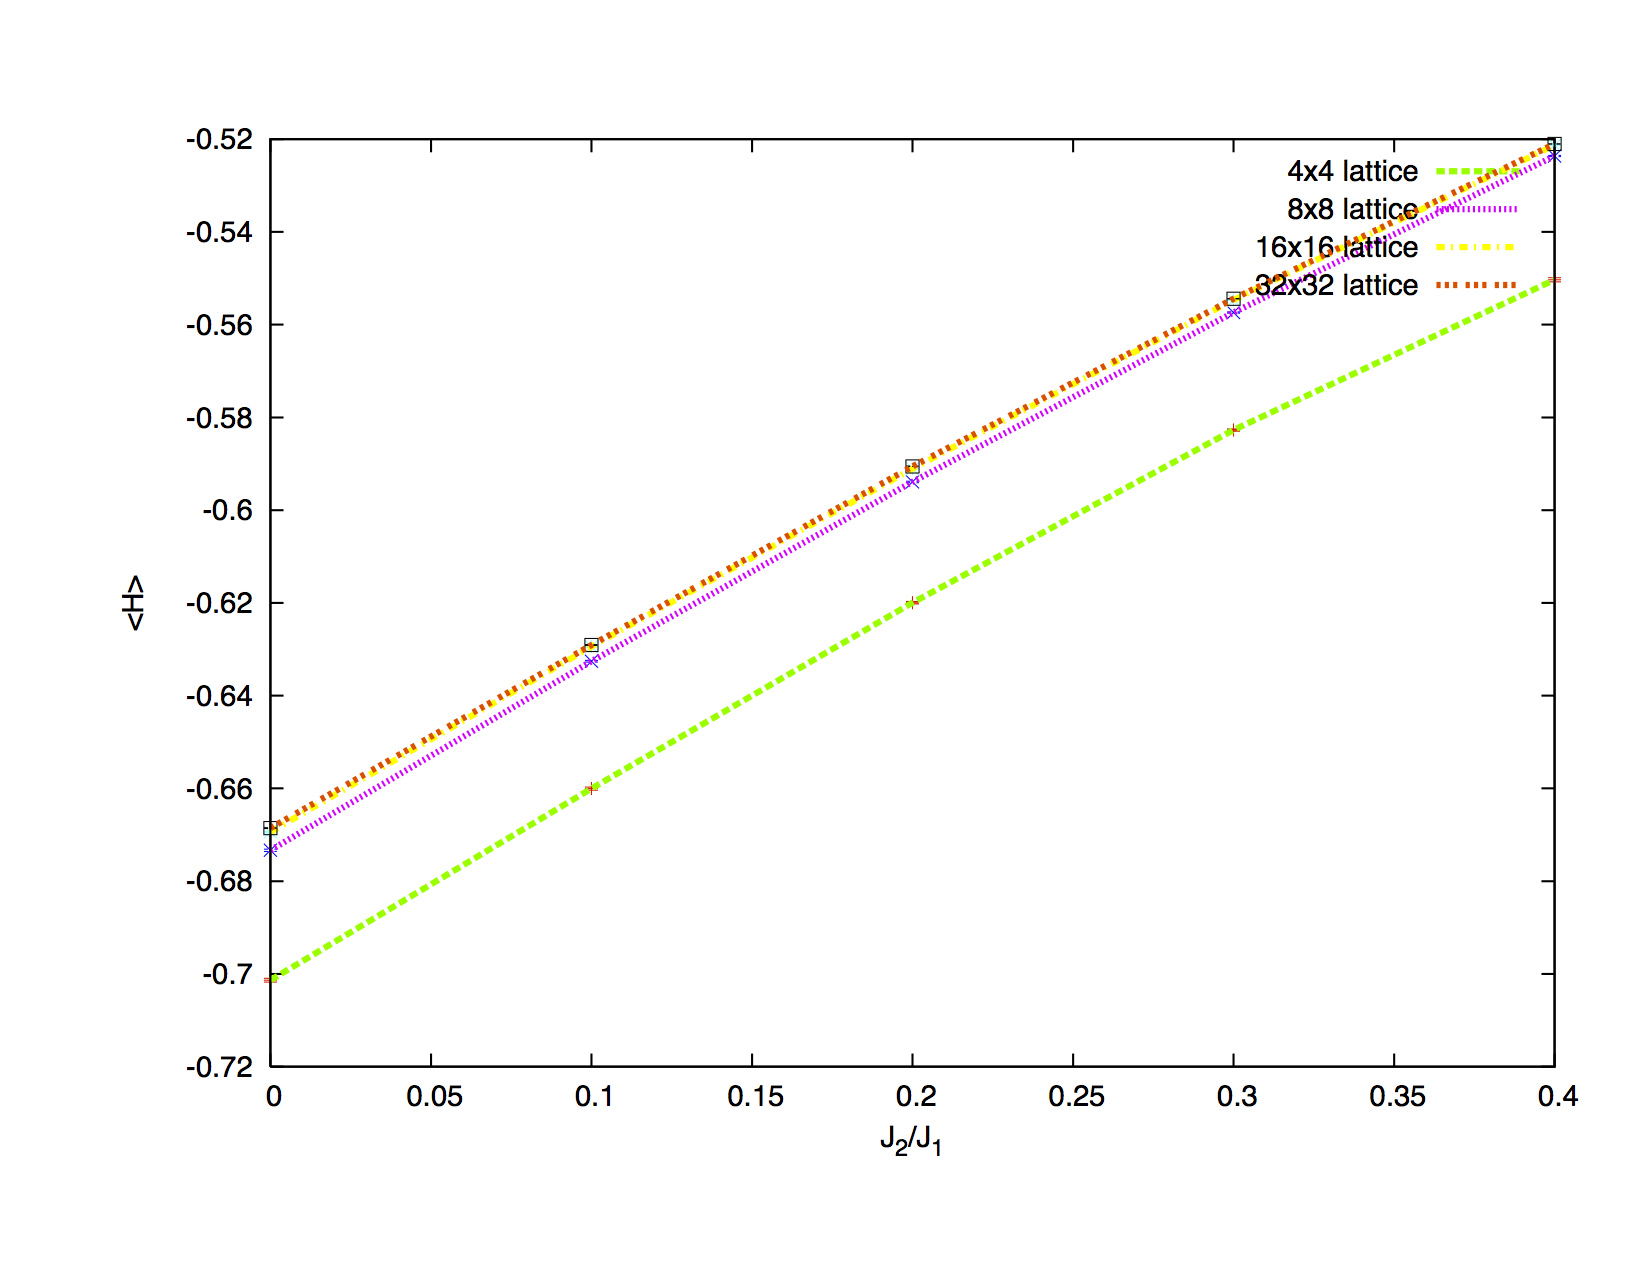 -0.52
-0.54
-0.56
-0.58
-0.6
-0.62
-0.64
-0.66
-0.68
-0.7
-0.72
<H>
4x4 lattice
8x8 lattice
16x16 lattice
32x32 lattice
0 0.05 0.1 0.15 0.2 0.25 0.3 0.35 0.4
J₂/J₁